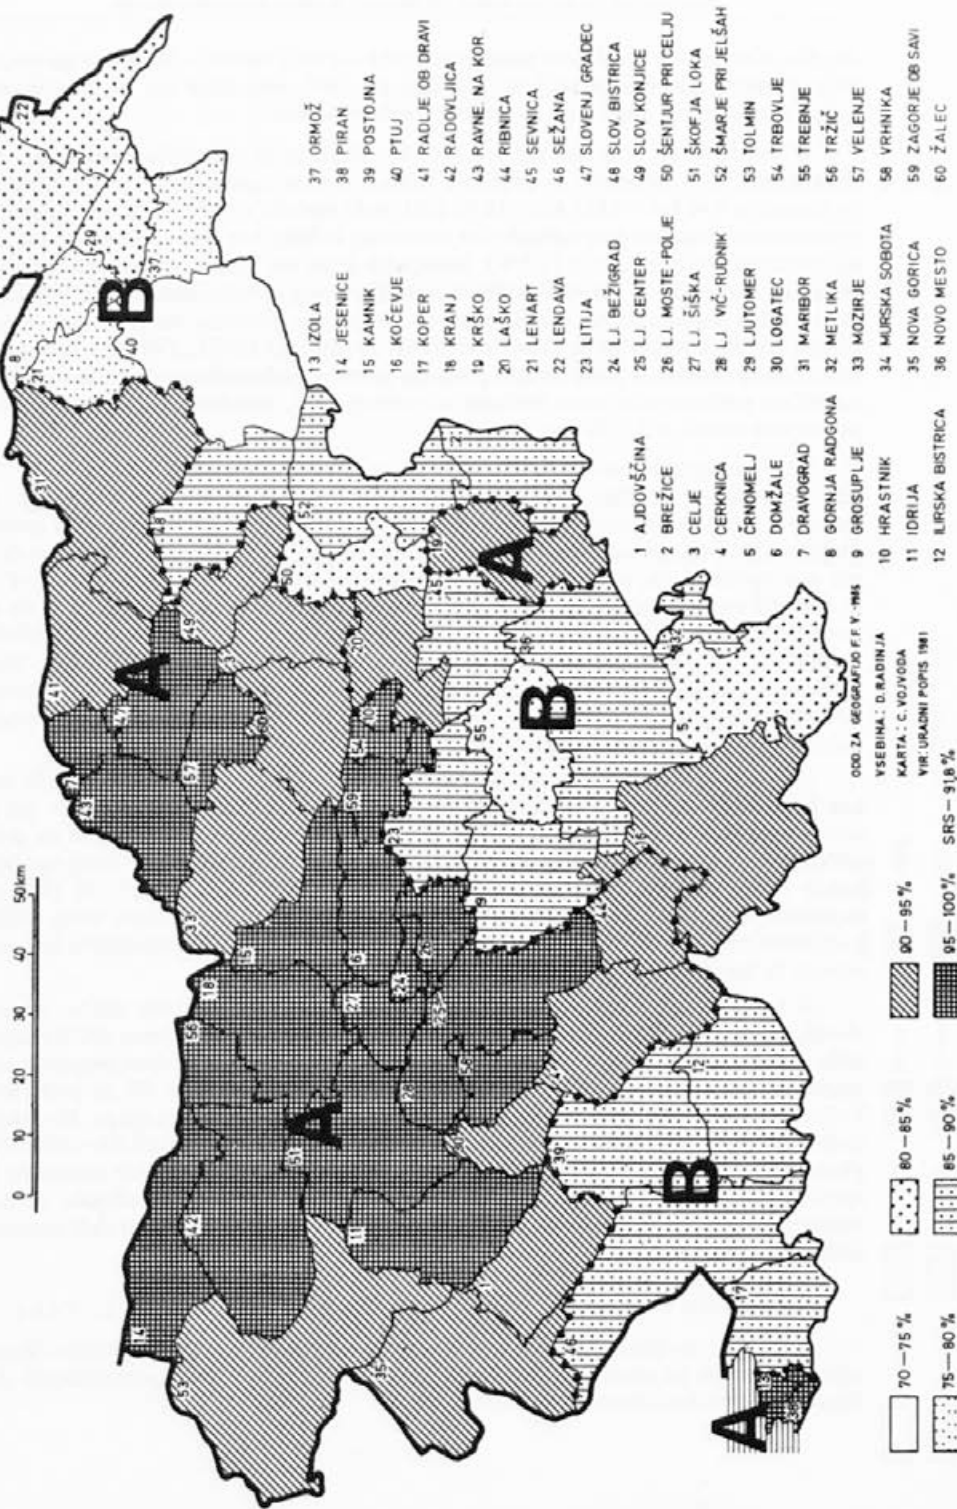 0 10 20 30 40 50 km
A
A
A
A
B
B
B
70 – 75 %
75 – 80 %
80 – 85 %
85 – 90 %
90 – 95 %
95 – 100 %
SRS – 91,8 %
ODD. ZA GEOGRAFIJO F.F. V.-1985
VSEBINA: D. RADINJA
KARTA: C. VOJVODA
VIR: URADNI POPIS 1981
1 AJDOVŠČINA
2 BREŽICE
3 CELJE
4 CERKNICA
5 ČRNOMELJ
6 DOMŽALE
7 DRAVOGRAD
8 GORNJA RADGONA
9 GROSUPLJE
10 HRASTNIK
11 IDRIJA
12 ILIRSKA BISTRICA
13 IZOLA
14 JESENICE
15 KAMNIK
16 KOČEVJE
17 KOPER
18 KRANJ
19 KRŠKO
20 LAŠKO
21 LENART
22 LENDAVA
23 LITIJA
24 LJ. BEŽIGRAD
25 LJ. CENTER
26 LJ. MOSTE-POLJE
27 LJ. ŠIŠKA
28 LJ. VIČ-RUDNIK
29 LJUTOMER
30 LOGATEC
31 MARIBOR
32 METLIKA
33 MOZIRJE
34 MURSKA SOBOTA
35 NOVA GORICA
36 NOVO MESTO
37 ORMOŽ
38 PIRAN
39 POSTOJNA
40 PTUJ
41 RADLJE OB DRAVI
42 RADOVLJICA
43 RAVNE NA KOR.
44 RIBNICA
45 SEVNICA
46 SEŽANA
47 SLOVENJ GRADEC
48 SLOV. BISTRICA
49 SLOV. KONJICE
50 ŠENTJUR PRI CELJU
51 ŠKOFJA LOKA
52 ŠMARJE PRI JELŠAH
53 TOLMIN
54 TRBOVLJE
55 TREBNJE
56 TRŽIČ
57 VELENJE
58 VRHNIKA
59 ZAGORJE OB SAVI
60 ŽALEC